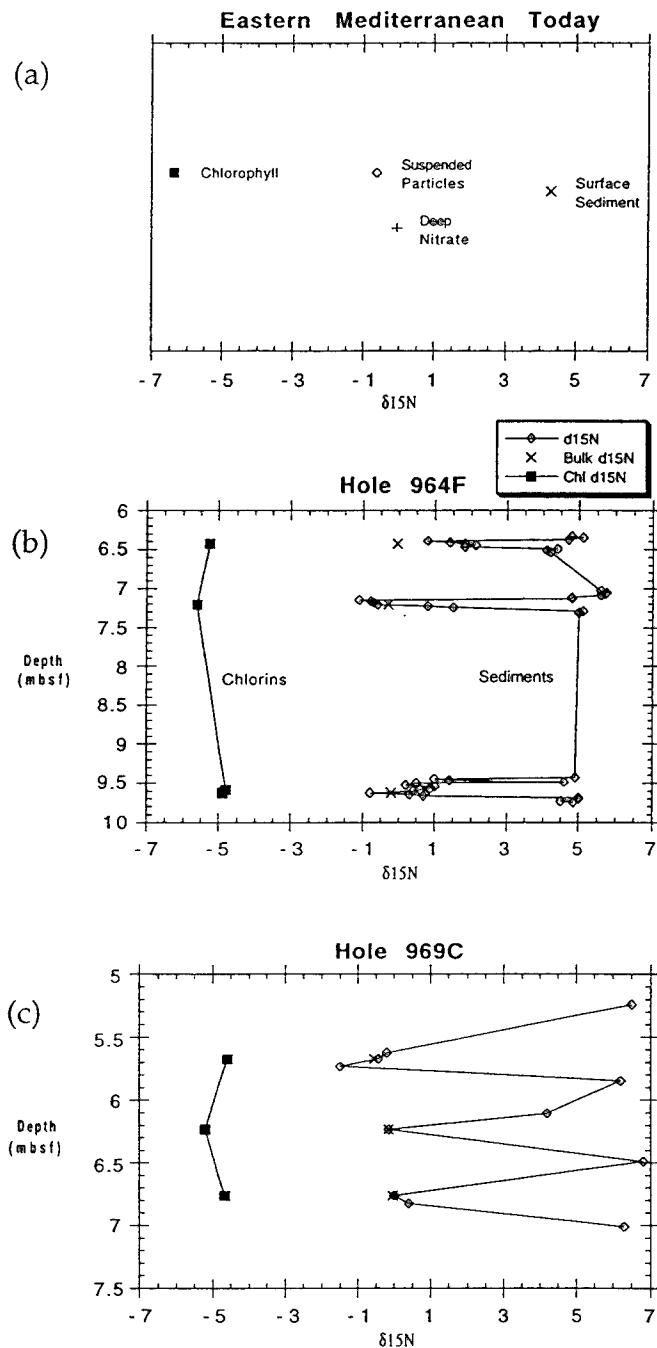 Eastern Mediterranean Today
(a)
Chlorophyll
Suspended
Particles
Surface
Sediment
Deep
Nitrate
-7 -5 -3 -1 1 3 5 7
δ15N
d15N
Bulk d15N
Chl d15N
Hole 964F
(b)
6
6.5
7
7.5
8
8.5
9
9.5
10
Depth
(mbsf)
Chlorins
Sediments
-7 -5 -3 -1 1 3 5 7
δ15N
Hole 969C
(c)
5
5.5
6
6.5
7
7.5
Depth
(mbsf)
-7 -5 -3 -1 1 3 5 7
δ15N